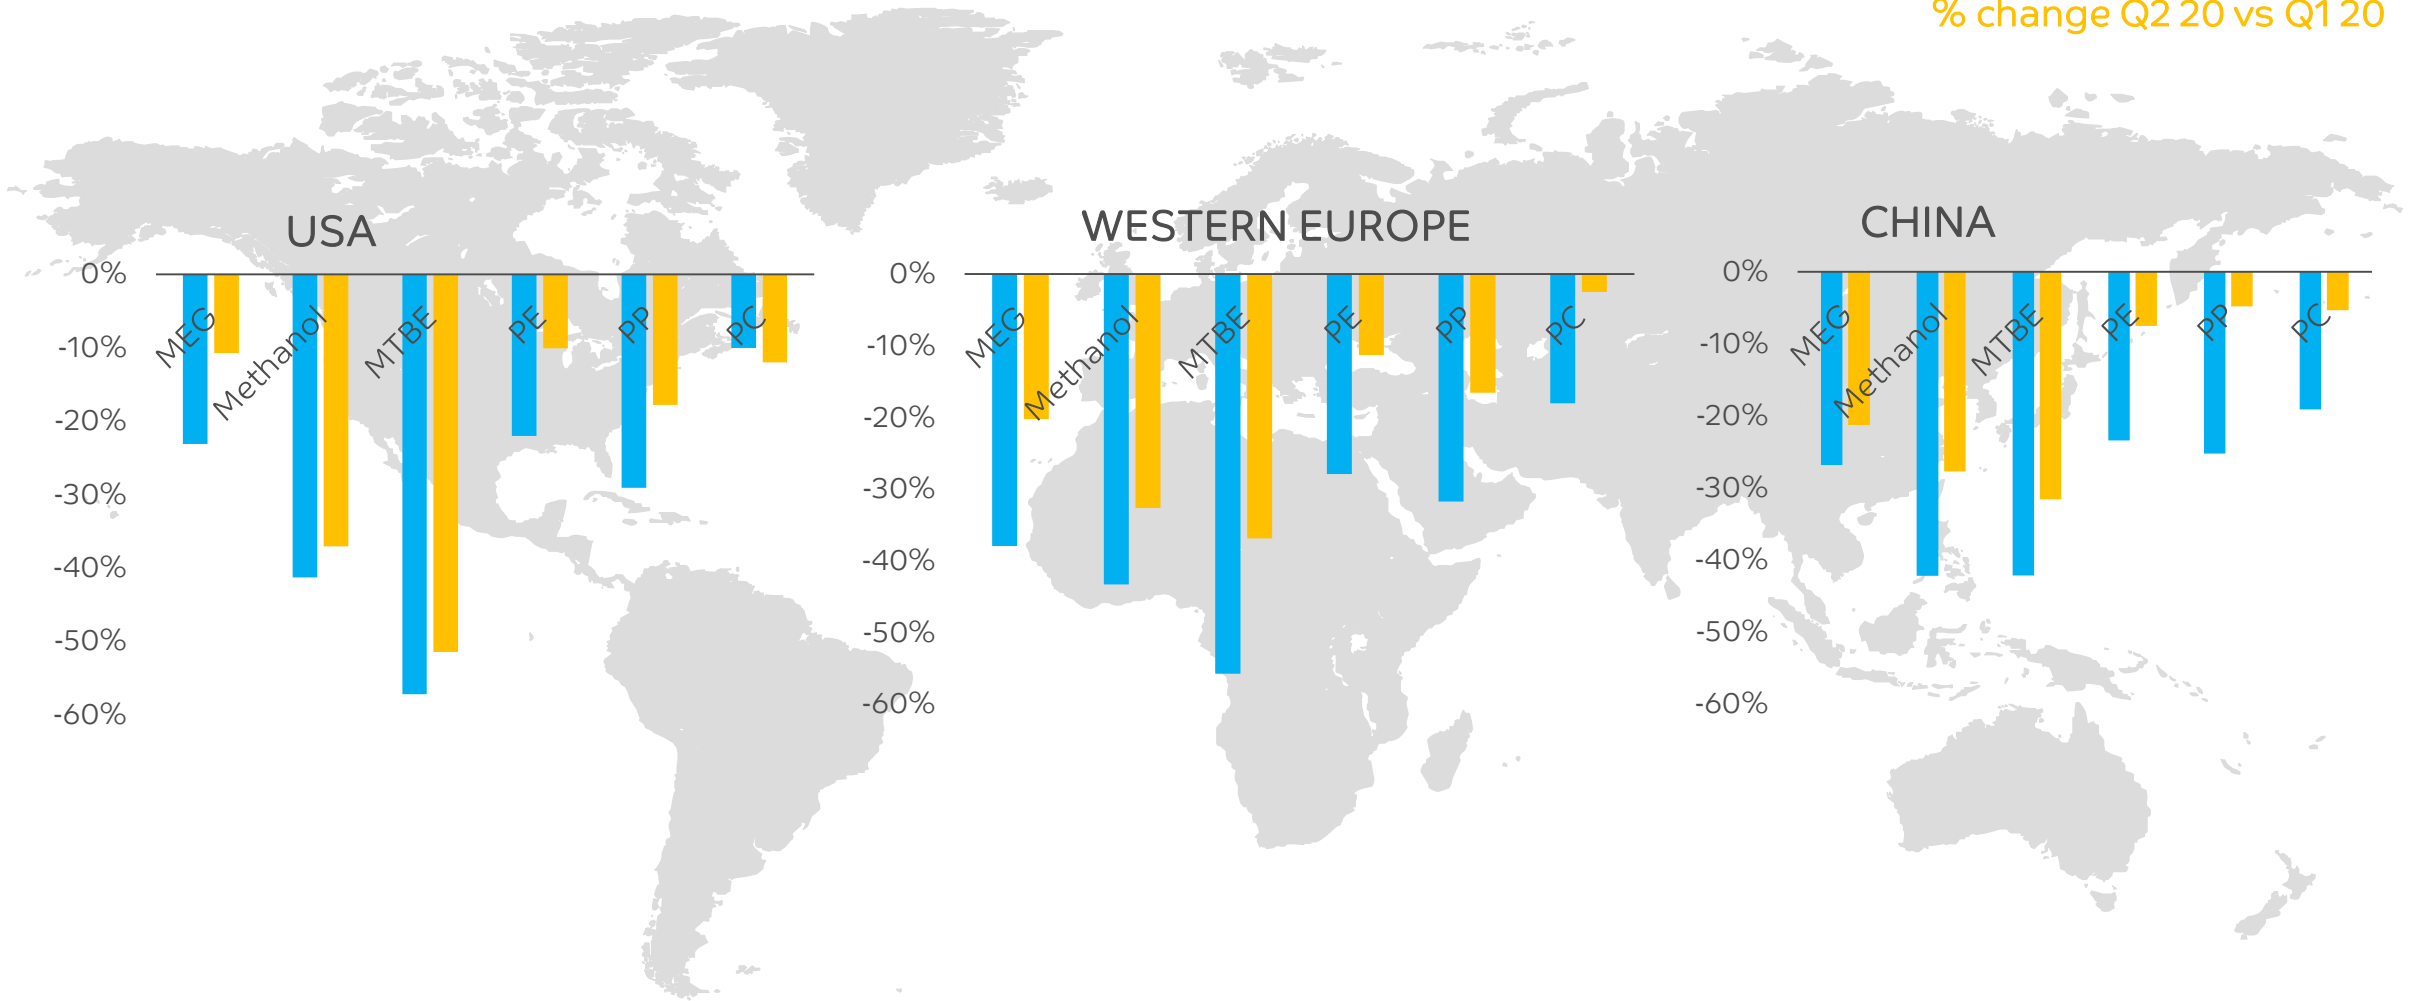 % change Q2 20 vs Q1 20
USA
0%
-10%
-20%
-30%
-40%
-50%
-60%
MEG
Methanol
MTBE
PE
PP
PC
WESTERN EUROPE
0%
-10%
-20%
-30%
-40%
-50%
-60%
MEG
Methanol
MTBE
PE
PP
PC
CHINA
0%
-10%
-20%
-30%
-40%
-50%
-60%
MEG
Methanol
MTBE
PE
PP
PC